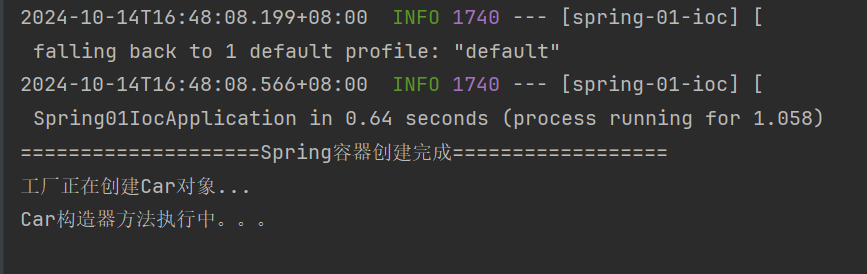 2024-10-14T16:48:08.199+08:00  INFO 1740 --- [spring-01-ioc] [
 falling back to 1 default profile: "default"
2024-10-14T16:48:08.566+08:00  INFO 1740 --- [spring-01-ioc] [
 Spring01IocApplication in 0.64 seconds (process running for 1.058)
====================Spring容器创建完成==================
工厂正在创建Car对象...
Car构造器方法执行中。。。